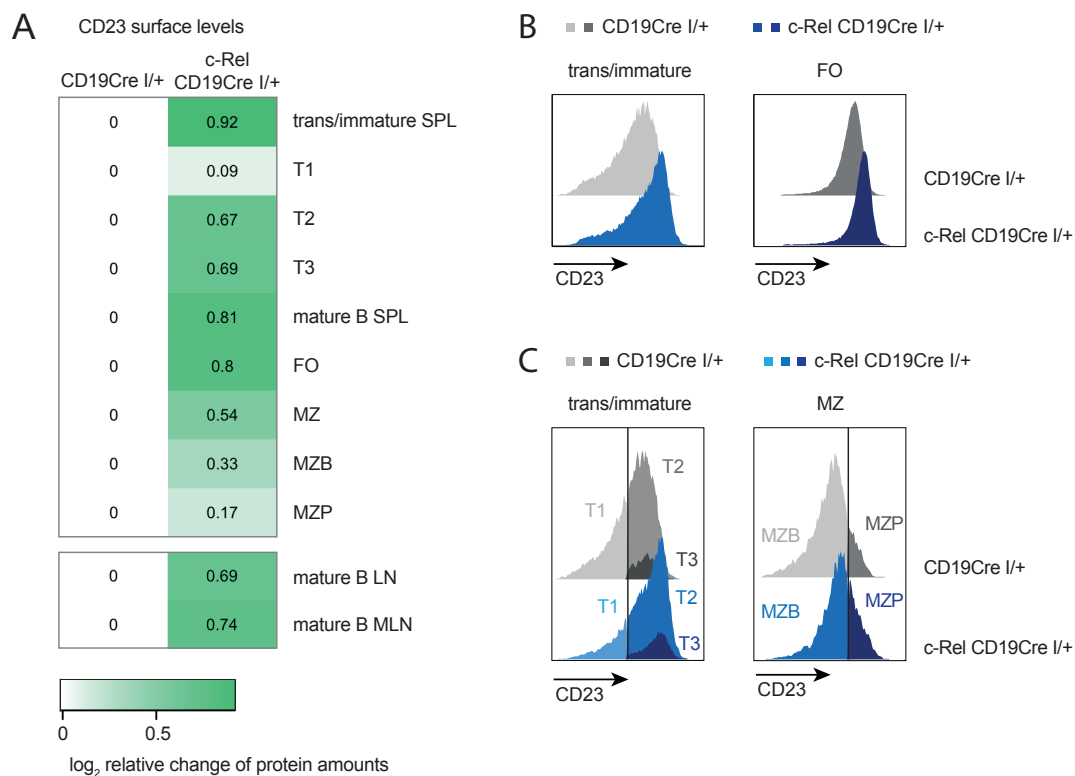 A
CD23 surface levels
CD19Cre I/+
c-Rel
CD19Cre I/+
0 0.92 trans/immature SPL
0 0.09 T1
0 0.67 T2
0 0.69 T3
0 0.81 mature B SPL
0 0.8 FO
0 0.54 MZ
0 0.33 MZB
0 0.17 MZP
0 0.69 mature B LN
0 0.74 mature B MLN
0 0.5
log₂ relative change of protein amounts
B
CD19Cre I/+ c-Rel CD19Cre I/+
trans/immature FO
CD19Cre I/+
c-Rel CD19Cre I/+
CD23 CD23
C
CD19Cre I/+ c-Rel CD19Cre I/+
trans/immature MZ
T2
T1
MZB MZP
T3
CD19Cre I/+
T1 T2
MZB MZP
T3
c-Rel CD19Cre I/+
CD23 CD23